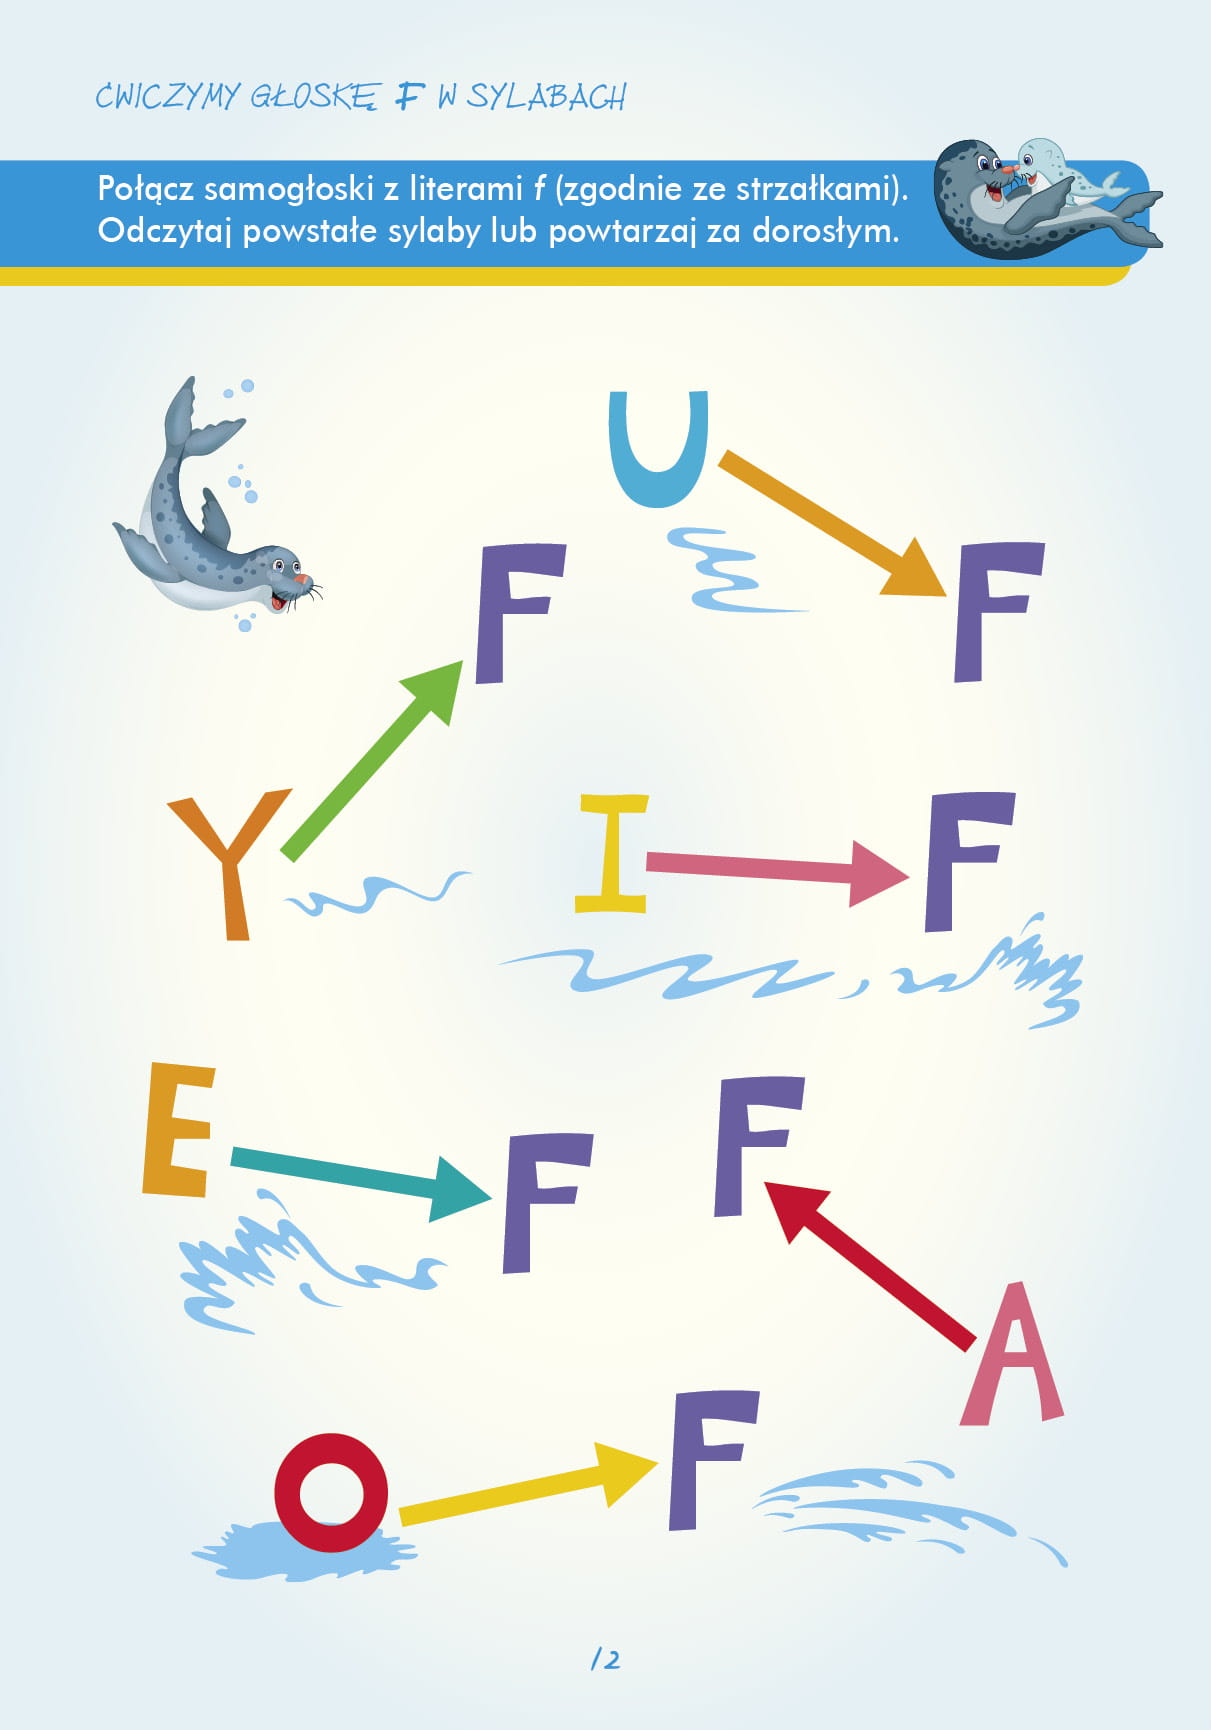 ĆWICZYMY GŁOSKĘ F W SYLABACH
Połącz samogłoski z literami f (zgodnie ze strzałkami).
Odczytaj powstałe sylaby lub powtarzaj za dorosłym.
U
F
F
Y
I
F
E
F
F
A
O
F
12